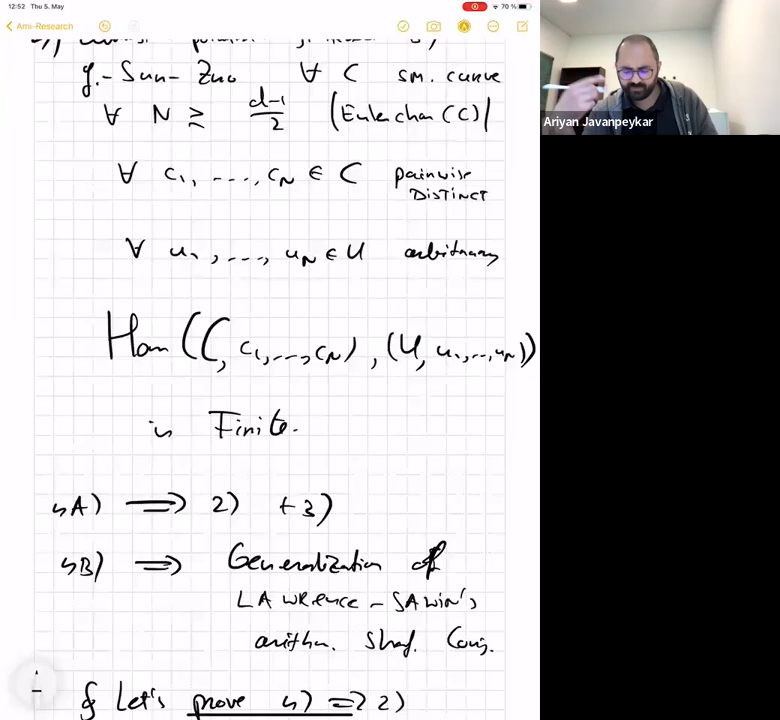 12:52 Thu 5. May
70 %
Ami-Research
J.-Sun-Zuo ∀ C sm. curve
∀ N ≥ d-1/2 |Eulerchar(C)|
∀ c1, ...., cN ∈ C pairwise
DISTINCT
∀ u1, ...., uN ∈ U arbitrary
Hom((C, c1,...,cN), (U, u1,..,uN))
is Finite.
4A) ⟹ 2) + 3)
4B) ⟹ Generalization of
LAWRENCE-SAWIN's
arithm. Shaf. Conj.
§ Let's prove 4) ⟹ 2)
Ariyan Javanpeykar